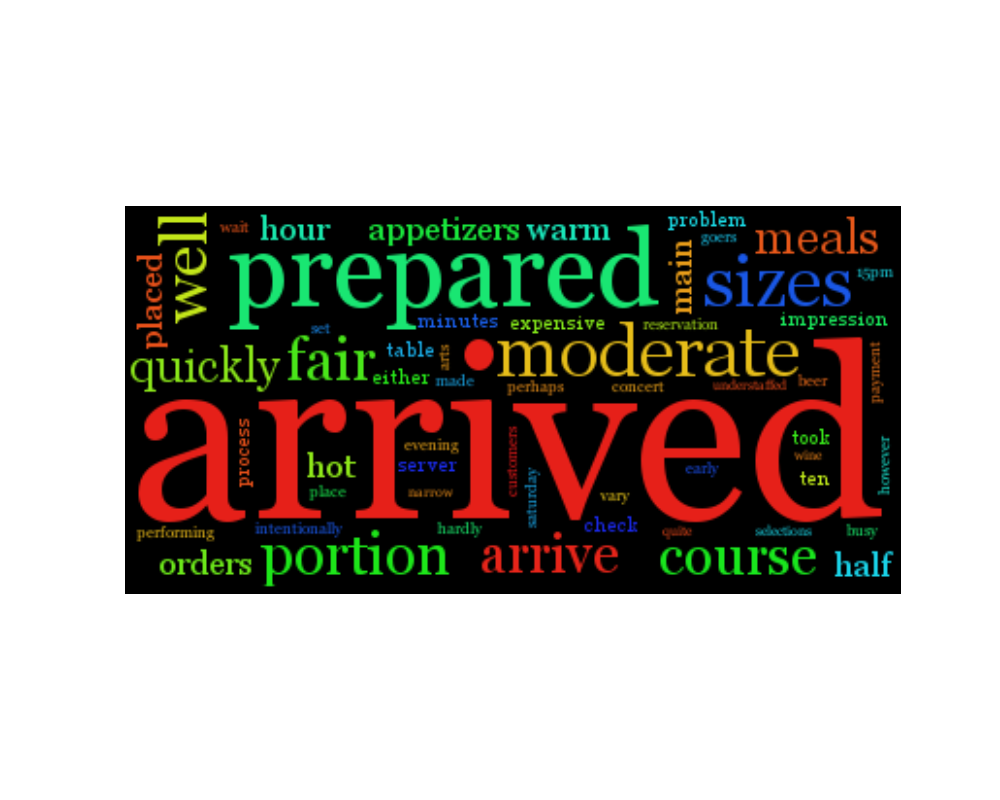 wait hour appetizers warm problem
goers meals
placed well prepared main sizes 15pm
set minutes expensive reservation impression
quickly fair table arts moderate payment
either made perhaps concert understaffed beer
arrived
process evening customers took
hot server early wine however
place narrow saturday vary ten
performing intentionally hardly check quite selections busy
orders portion arrive course half